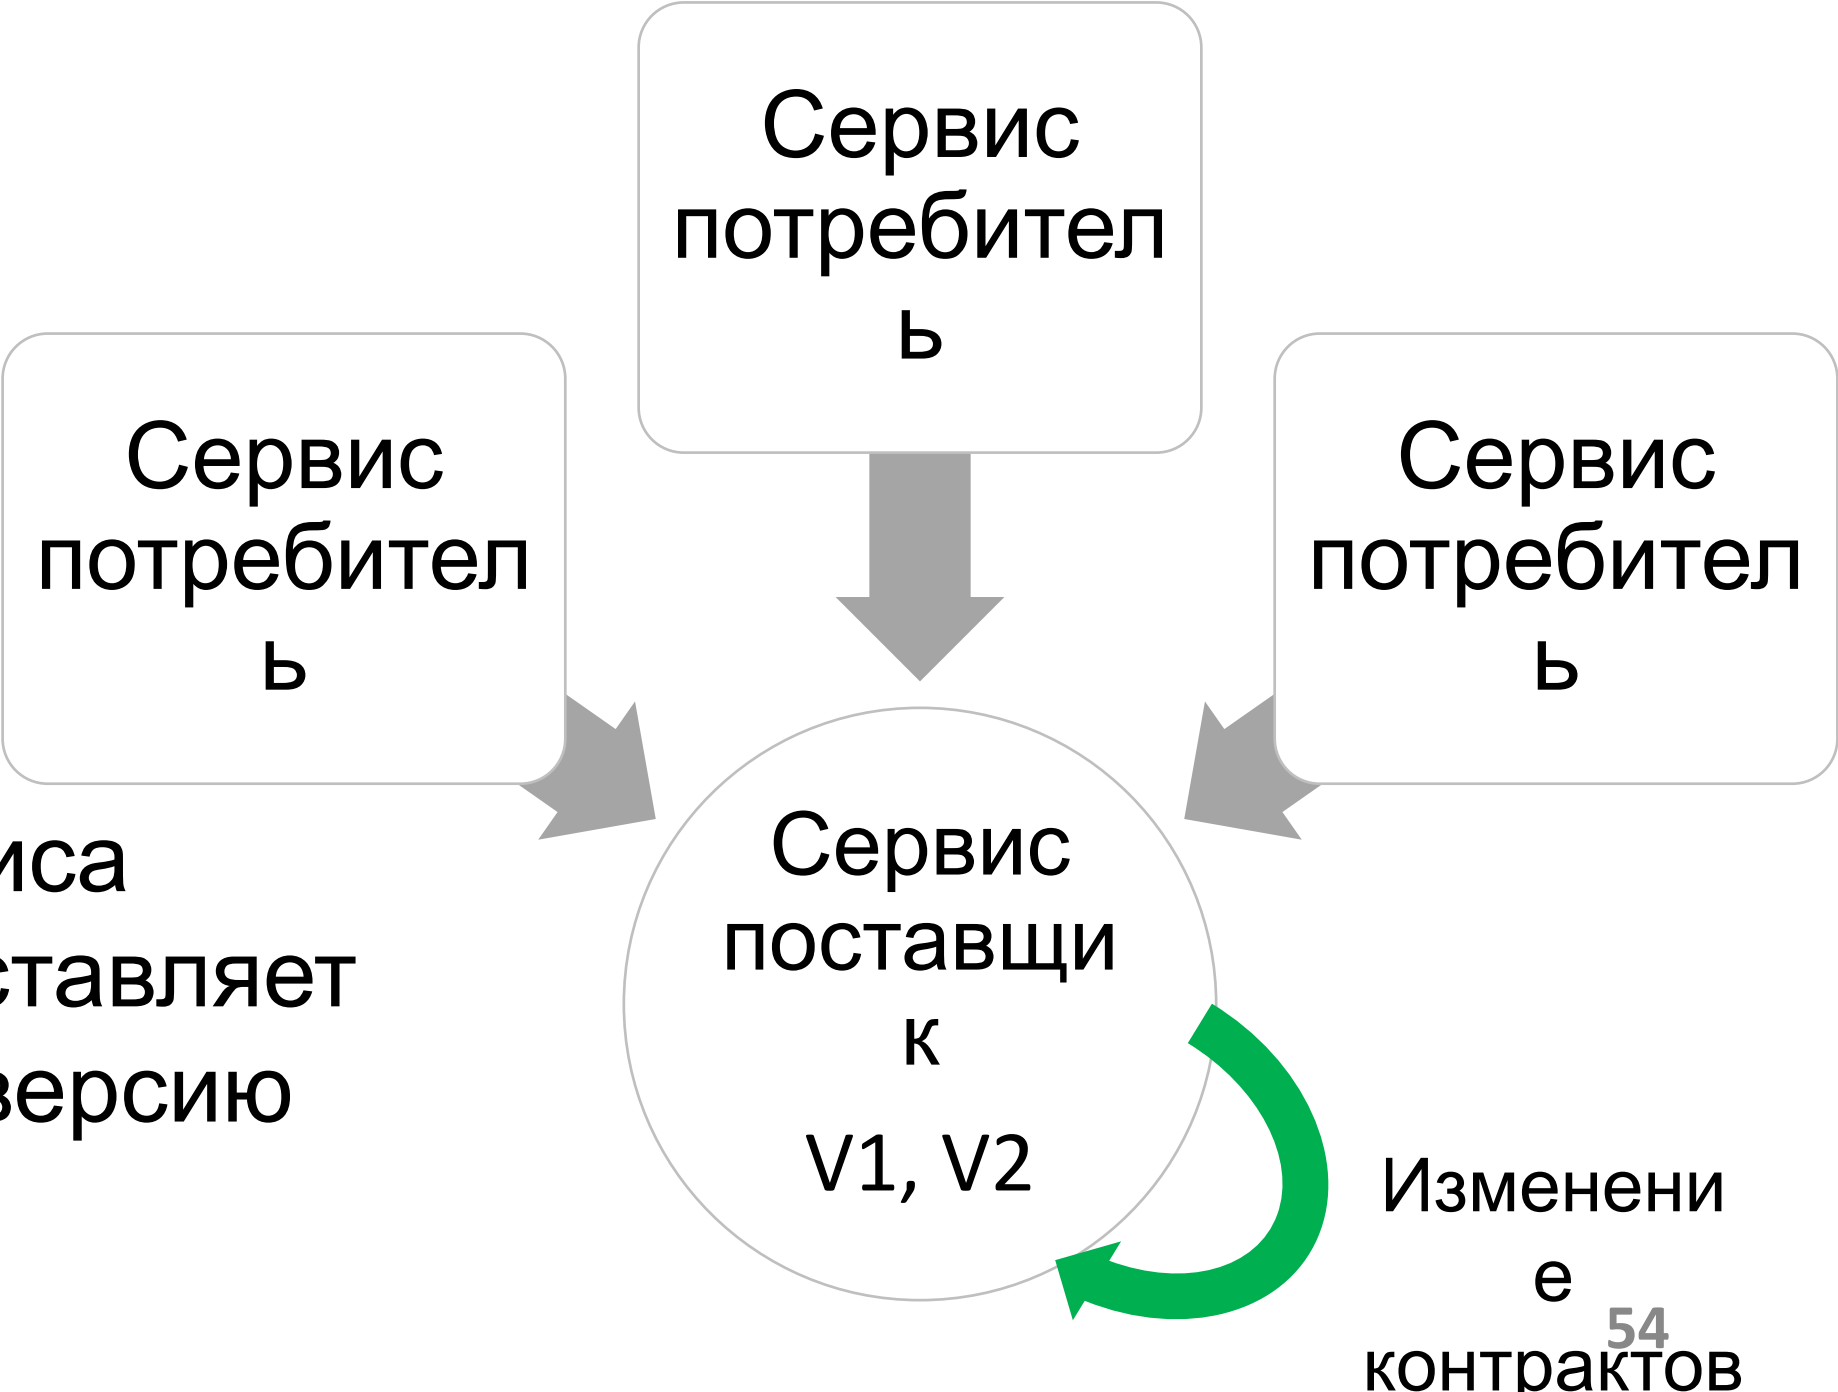 Сервис
потребител
ь
Сервис
потребител
ь
Сервис
потребител
ь
иса
ставляет
версию
Сервис
поставщи
к
V1, V2
Изменени
е
54
контрактов